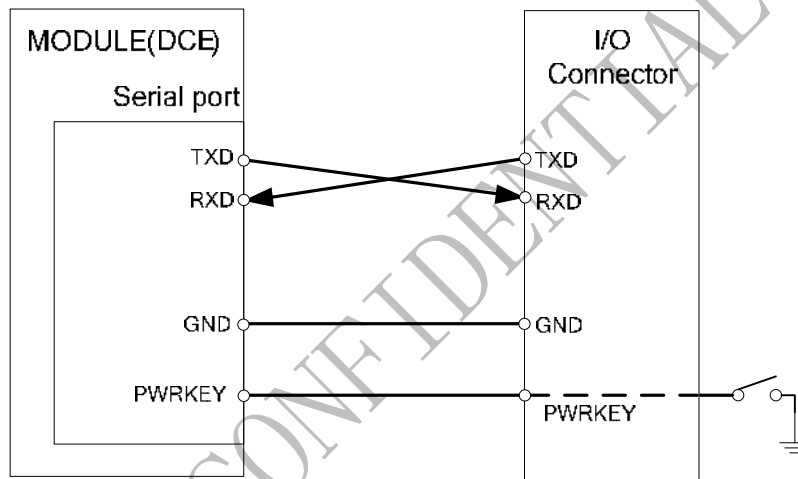 MODULE(DCE)
Serial port
TXD
RXD
GND
PWRKEY
I/O
Connector
TXD
RXD
GND
PWRKEY
CONFIDENTIAL